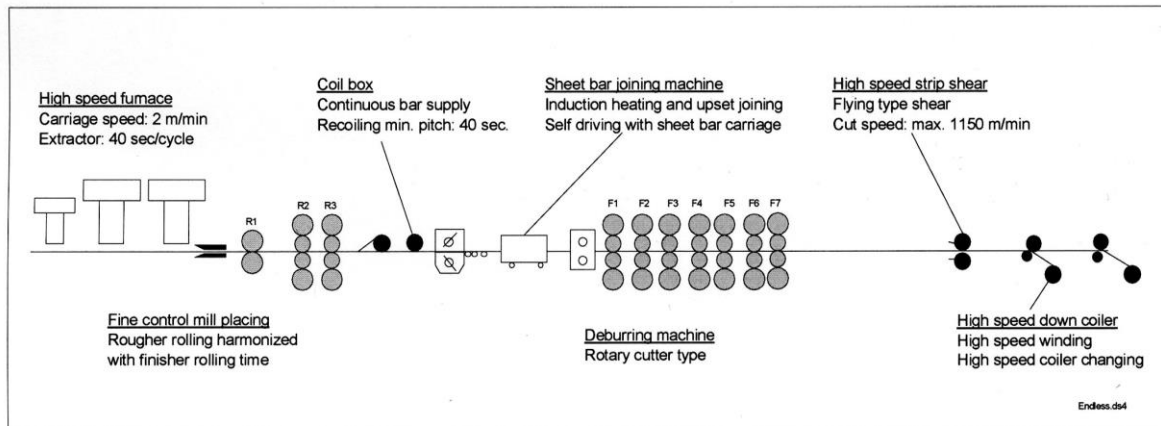 High speed furnace
Carriage speed: 2 m/min
Extractor: 40 sec/cycle
Coil box
Continuous bar supply
Recoiling min. pitch: 40 sec.
Sheet bar joining machine
Induction heating and upset joining
Self driving with sheet bar carriage
High speed strip shear
Flying type shear
Cut speed: max. 1150 m/min
R1
R2
R3
F1
F2
F3
F4
F5
F6
F7
Fine control mill placing
Rougher rolling harmonized
with finisher rolling time
Deburring machine
Rotary cutter type
High speed down coiler
High speed winding
High speed coiler changing
Endless.ds4